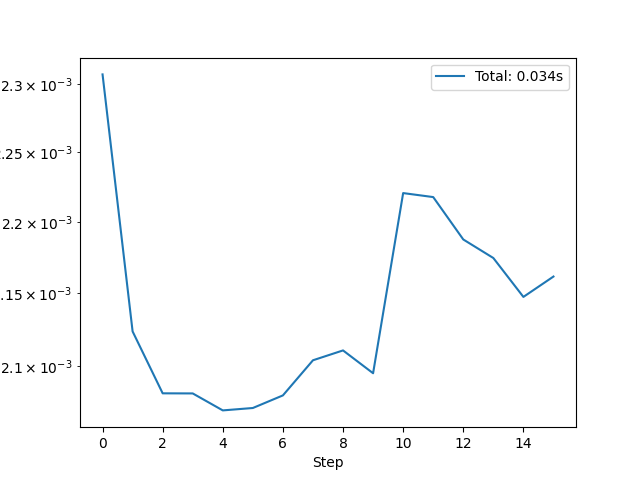 Total: 0.034s
2.3 × 10⁻³
.25 × 10⁻³
2.2 × 10⁻³
.15 × 10⁻³
2.1 × 10⁻³
0 2 4 6 8 10 12 14
Step